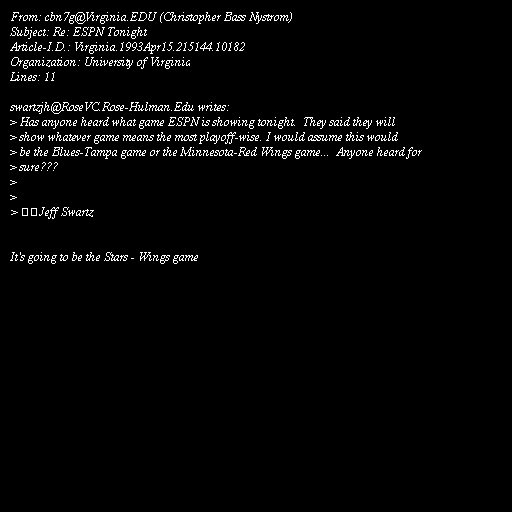 From: cbn7g@Virginia.EDU (Christopher Bass Nystrom)
Subject: Re: ESPN Tonight
Article-I.D.: Virginia.1993Apr15.215144.10182
Organization: University of Virginia
Lines: 11

swartzjh@RoseVC.Rose-Hulman.Edu writes:
> Has anyone heard what game ESPN is showing tonight.  They said they will
> show whatever game means the most playoff-wise. I would assume this would
> be the Blues-Tampa game or the Minnesota-Red Wings game...  Anyone heard for
> sure???
>
>
> Jeff Swartz

It's going to be the Stars - Wings game